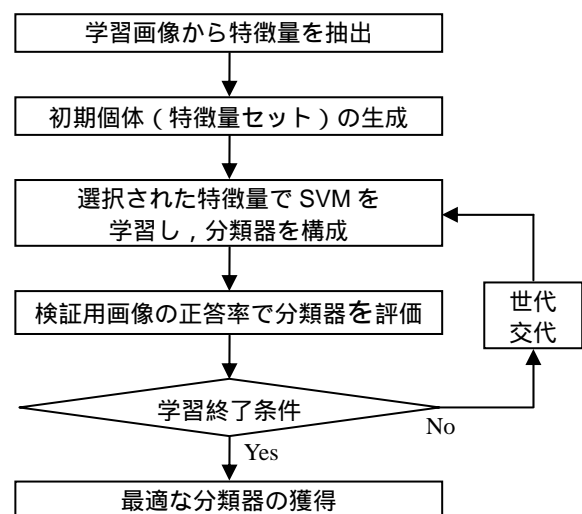 学習画像から特徴量を抽出
初期個体（特徴量セット）の生成
選択された特徴量で SVM を
学習し，分類器を構成
検証用画像の正答率で分類器を評価
世代
交代
学習終了条件
No
Yes
最適な分類器の獲得